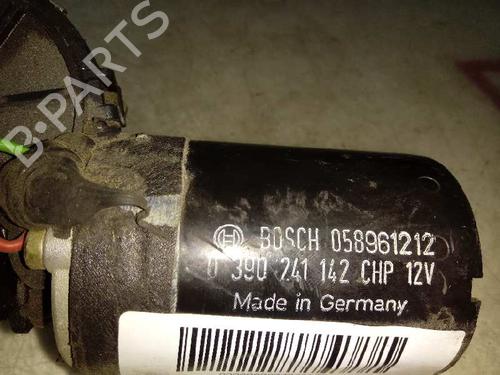 B-PARTS
BOSCH 058961212
0 390 241 142 CHP 12V
Made in Germany